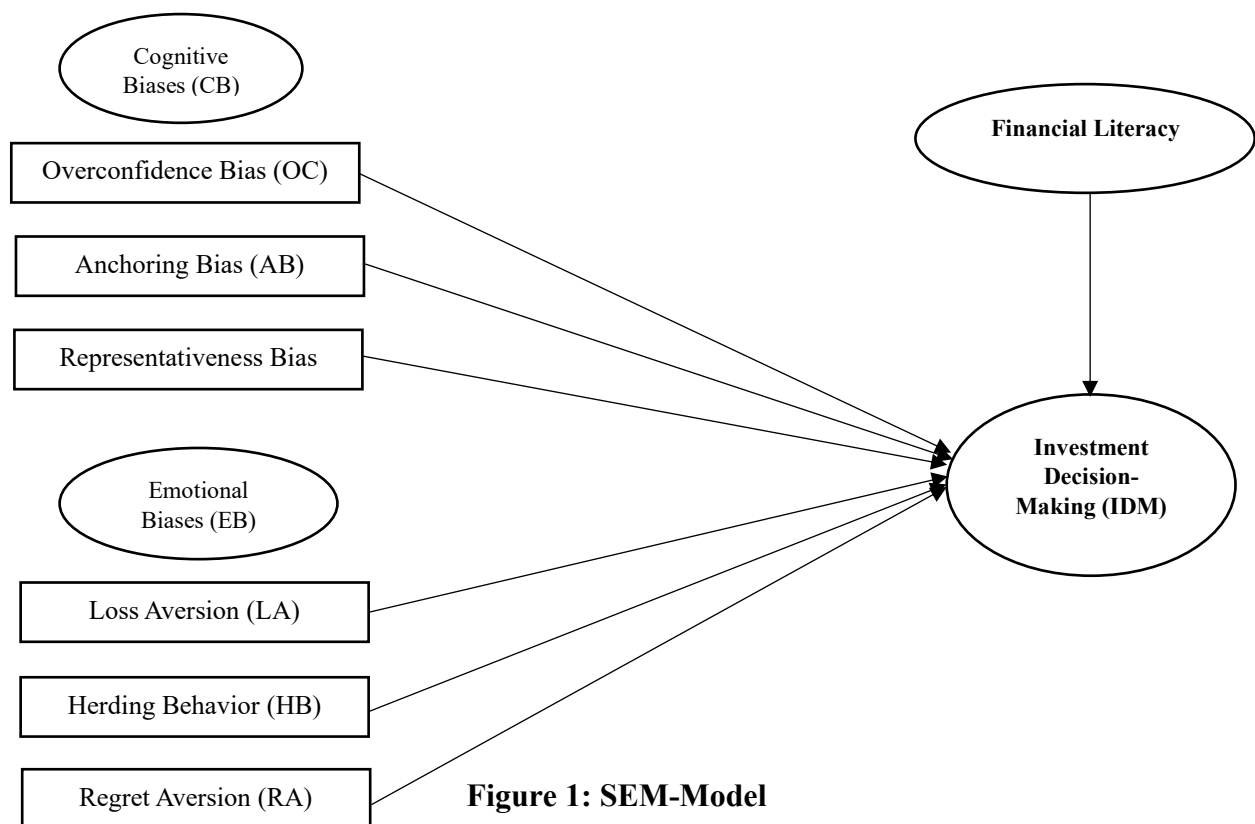 Cognitive
Biases (CB)
Overconfidence Bias (OC)
Anchoring Bias (AB)
Representativeness Bias
Emotional
Biases (EB)
Loss Aversion (LA)
Herding Behavior (HB)
Regret Aversion (RA)
Financial Literacy
Investment
Decision-
Making (IDM)
Figure 1: SEM-Model